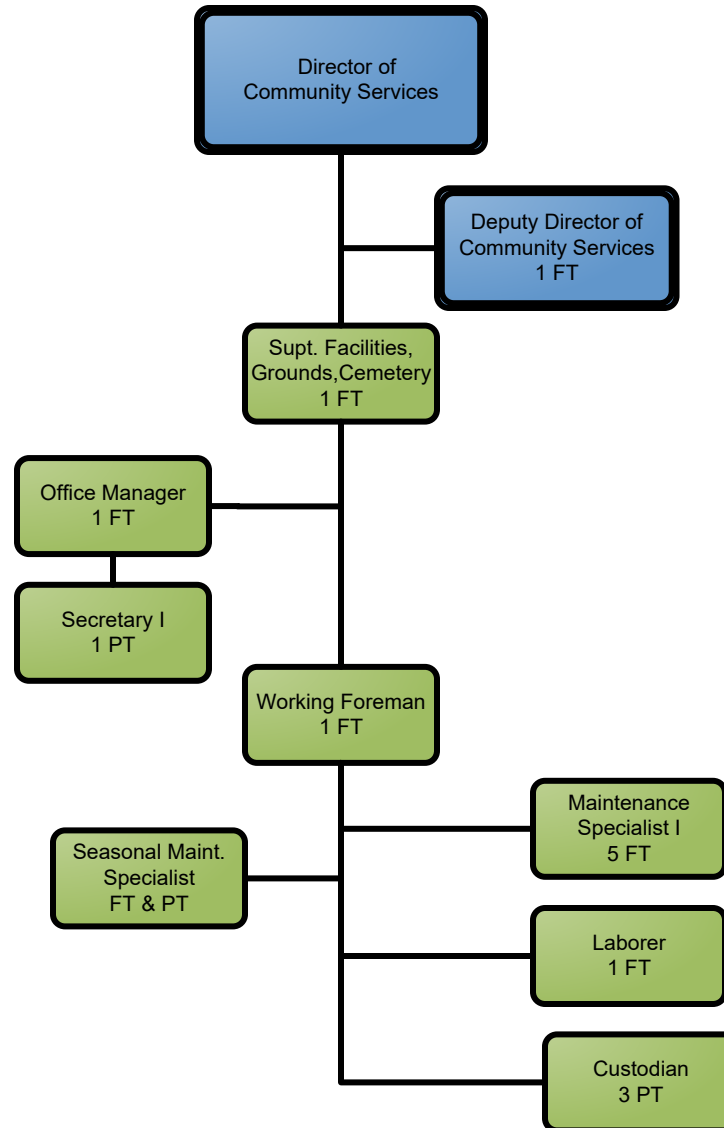 Director of
Community Services
Deputy Director of
Community Services
1 FT
Supt. Facilities,
Grounds,Cemetery
1 FT
Office Manager
1 FT
Secretary I
1 PT
Working Foreman
1 FT
Maintenance
Specialist I
5 FT
Seasonal Maint.
Specialist
FT & PT
Laborer
1 FT
Custodian
3 PT